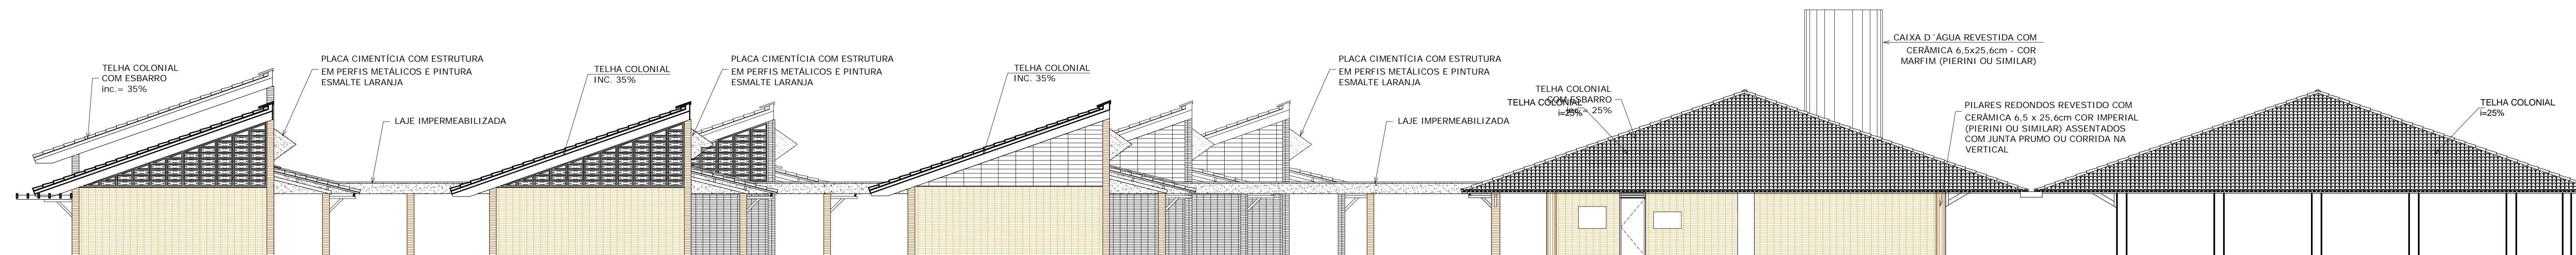 TELHA COLONIAL
COM ESBARRO
inc.= 35%
PLACA CIMENTÍCIA COM ESTRUTURA
EM PERFIS METÁLICOS E PINTURA
ESMALTE LARANJA
LAJE IMPERMEABILIZADA
TELHA COLONIAL
INC. 35%
PLACA CIMENTÍCIA COM ESTRUTURA
EM PERFIS METÁLICOS E PINTURA
ESMALTE LARANJA
TELHA COLONIAL
INC. 35%
PLACA CIMENTÍCIA COM ESTRUTURA
EM PERFIS METÁLICOS E PINTURA
ESMALTE LARANJA
LAJE IMPERMEABILIZADA
TELHA COLONIAL
COM ESBARRO
inc.= 25%
TELHA COLONIAL
i=25%
CAIXA D´ÁGUA REVESTIDA COM
CERÂMICA 6,5x25,6cm - COR
MARFIM (PIERINI OU SIMILAR)
PILARES REDONDOS REVESTIDO COM
CERÂMICA 6,5 x 25,6cm COR IMPERIAL
(PIERINI OU SIMILAR) ASSENTADOS
COM JUNTA PRUMO OU CORRIDA NA
VERTICAL
TELHA COLONIAL
i=25%